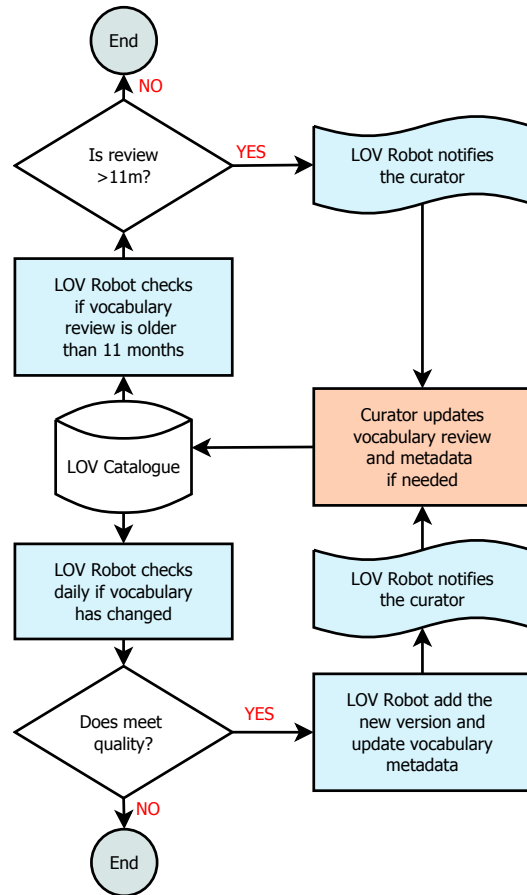 End
NO
Is review
>11m?
YES
LOV Robot notifies
the curator
LOV Robot checks
if vocabulary
review is older
than 11 months
LOV Catalogue
Curator updates
vocabulary review
and metadata
if needed
LOV Robot checks
daily if vocabulary
has changed
LOV Robot notifies
the curator
Does meet
quality?
YES
LOV Robot add the
new version and
update vocabulary
metadata
NO
End